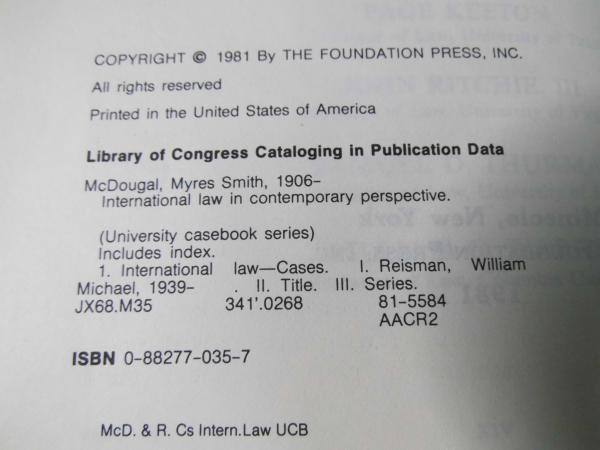 COPYRIGHT © 1981 By THE FOUNDATION PRESS, INC.
All rights reserved
Printed in the United States of America
Library of Congress Cataloging in Publication Data
McDougal, Myres Smith, 1906-
International law in contemporary perspective.
(University casebook series)
Includes index.
1. International law—Cases. I. Reisman, William
Michael, 1939- . II. Title. III. Series.
JX68.M35 341'.0268 81-5584
AACR2
ISBN 0-88277-035-7
McD. & R. Cs Intern.Law UCB